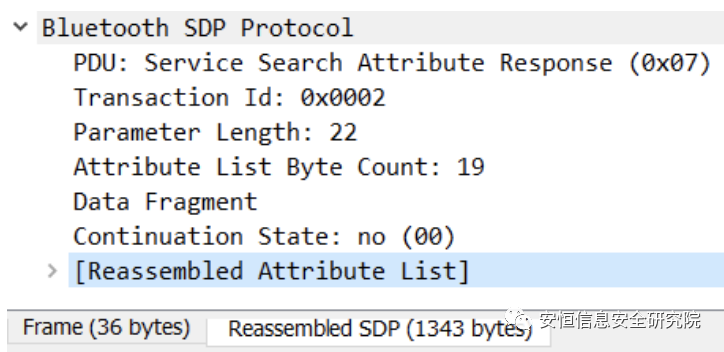 Bluetooth SDP Protocol
PDU: Service Search Attribute Response (0x07)
Transaction Id: 0x0002
Parameter Length: 22
Attribute List Byte Count: 19
Data Fragment
Continuation State: no (00)
[Reassembled Attribute List]
Frame (36 bytes) Reassembled SDP (1343 bytes)
安恒信息安全研究院